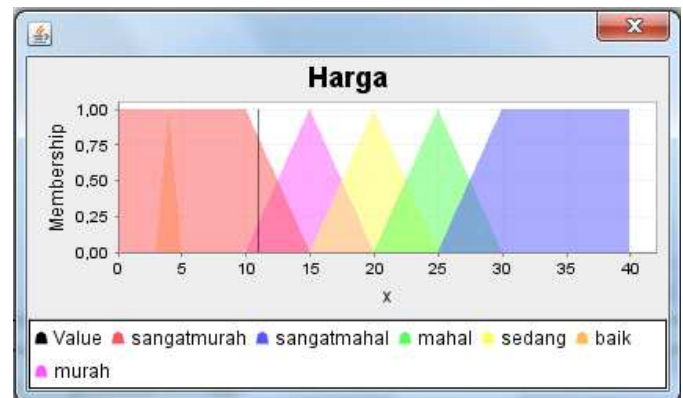 Harga
1,00
0,75
0,50
0,25
0,00
Membership
0 5 10 15 20 25 30 35 40
x
Value sangatmurah sangatmahal mahal sedang baik
murah